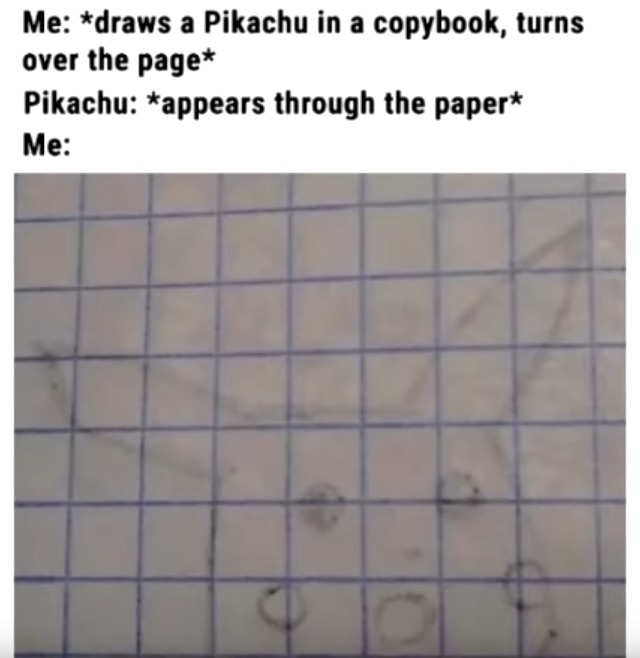 Me: *draws a Pikachu in a copybook, turns
over the page*
Pikachu: *appears through the paper*
Me: